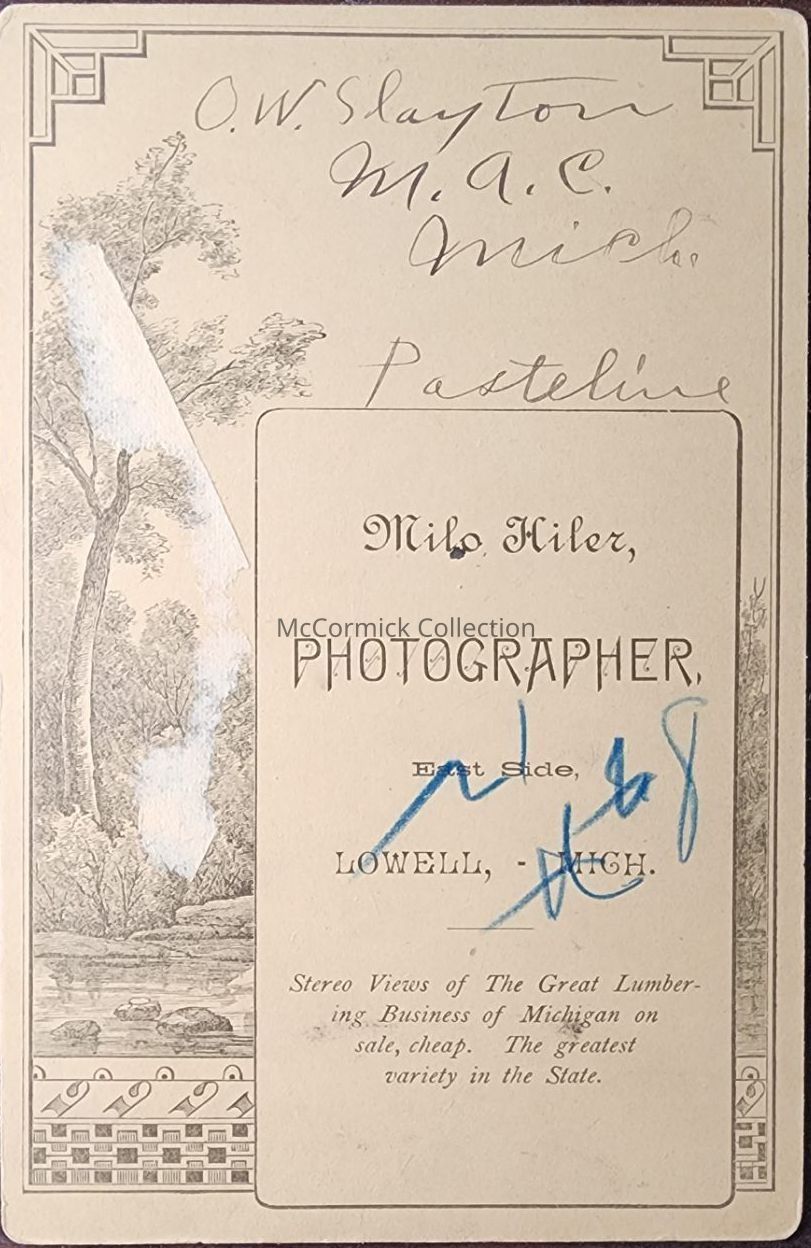 O.W. Slayton
M.A.C.
Mich.
Pasteline
Milo Hiler,
McCormick Collection
PHOTOGRAPHER,
East Side,
LOWELL, - MICH.
Stereo Views of The Great Lumber-
ing Business of Michigan on
sale, cheap. The greatest
variety in the State.